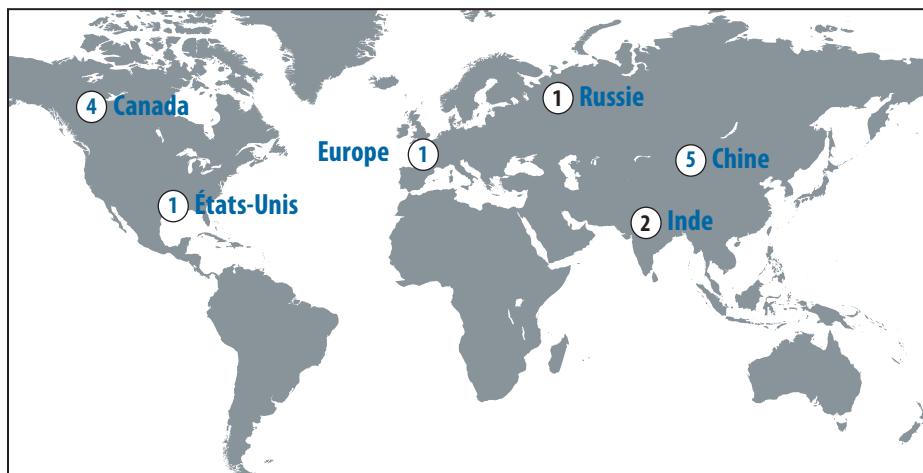 4 Canada
1 Russie
Europe 1
5 Chine
1 États-Unis
2 Inde